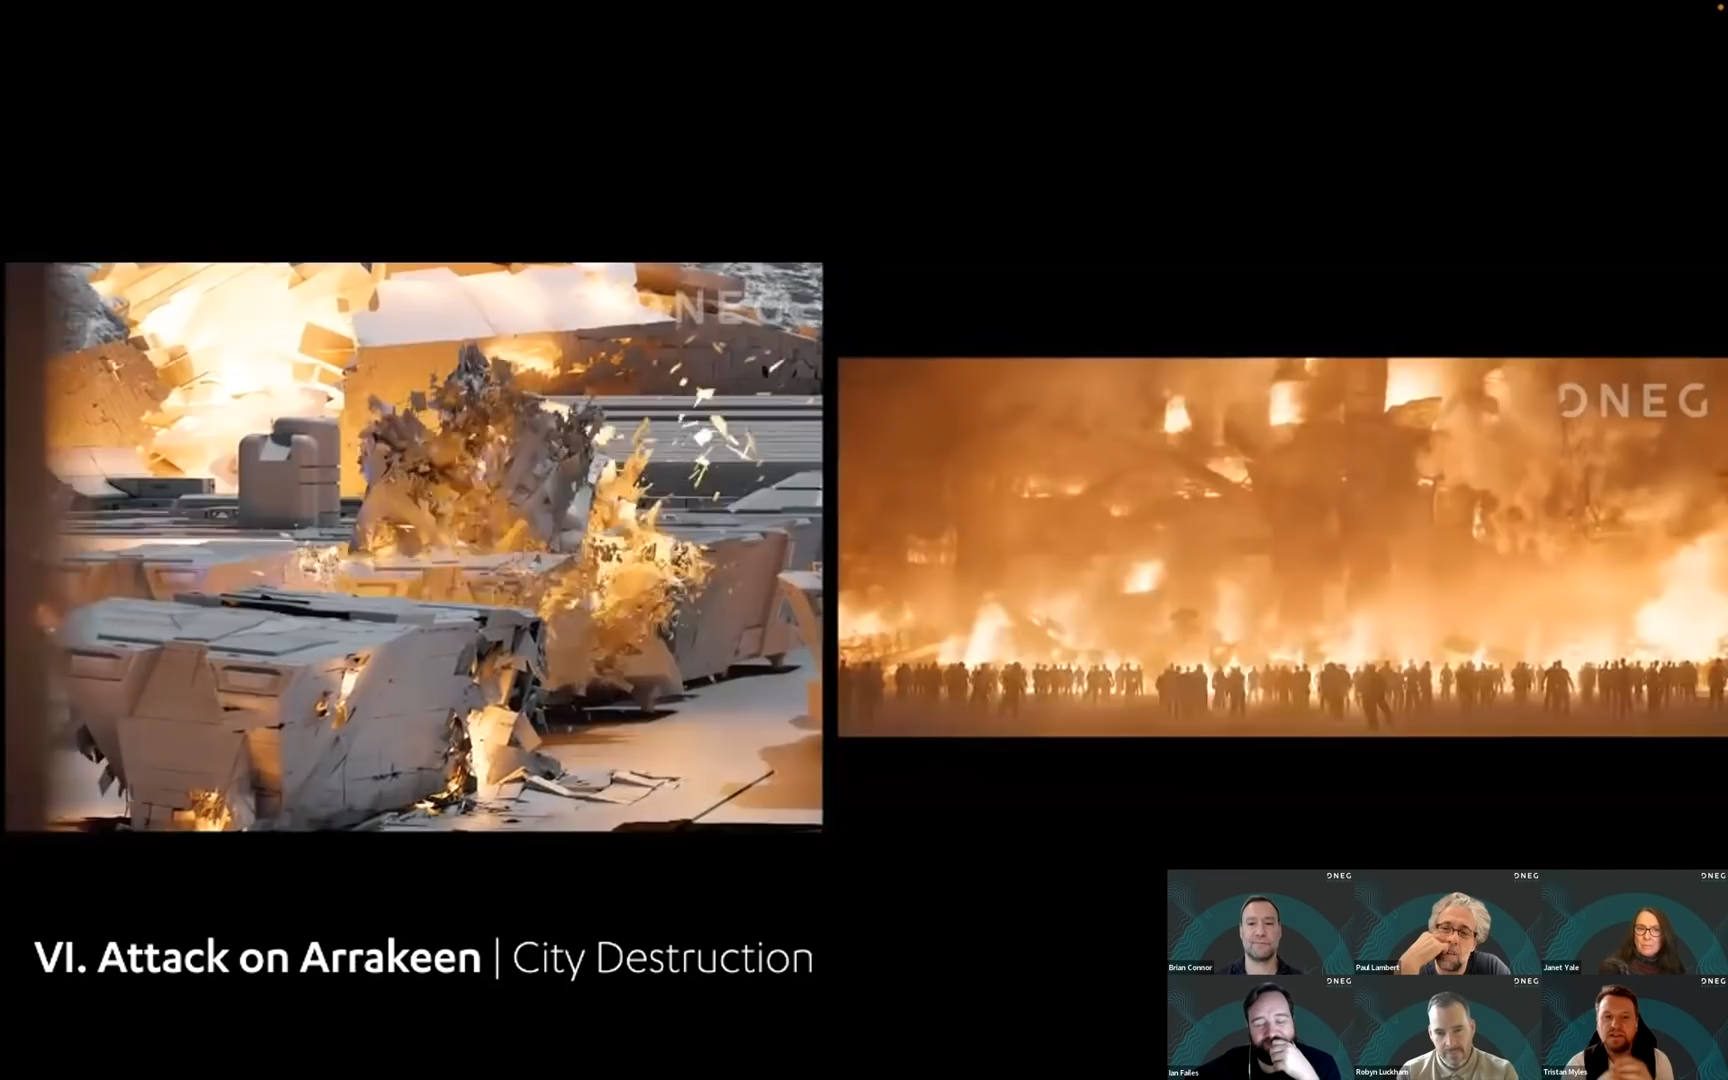 DNEG
DNEG
VI. Attack on Arrakeen | City Destruction
DNEG
DNEG
DNEG
Brian Connor
Paul Lambert
Janet Yale
DNEG
DNEG
DNEG
Ian Failes
Robyn Luckham
Tristan Myles